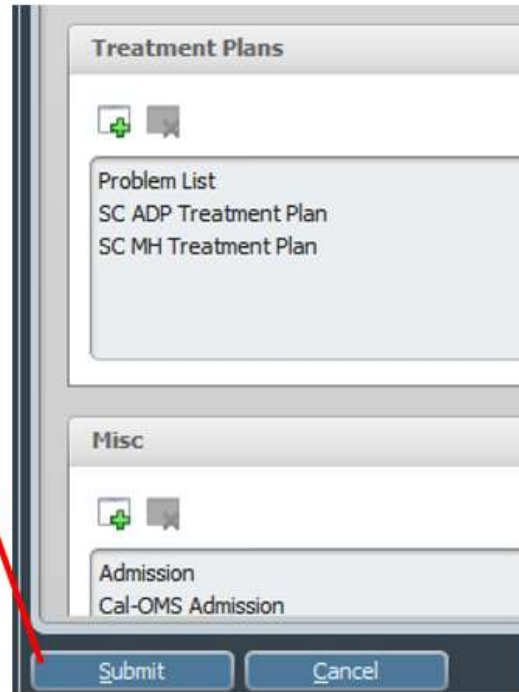 Treatment Plans
Problem List
SC ADP Treatment Plan
SC MH Treatment Plan
Misc
Admission
Cal-OMS Admission
Submit
Cancel